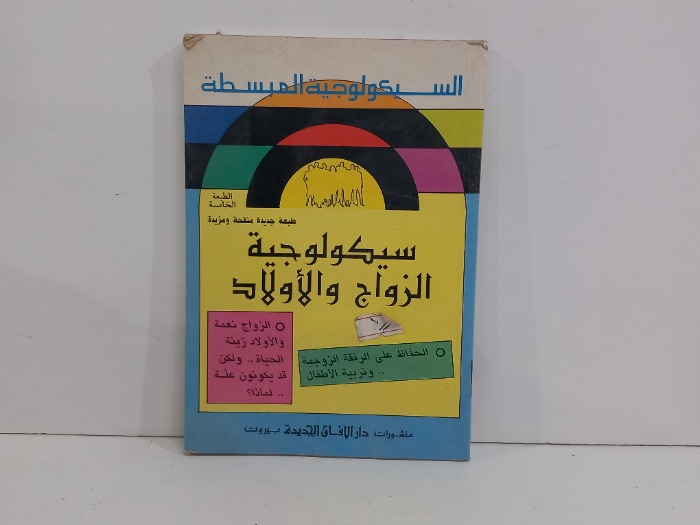 السيكولوجية المبسطة
الطبعة
الخامسة
طبعة جديدة منقحة ومزيدة
سيكولوجية
الزواج والأولاد
الزواج نعمة
والأولاد زينة
الحياة .. ولكن
قد يكونون علة
.. لماذا؟
الحفاظ على الرفقة الزوجية
.. وتربية الأطفال
منشورات دار الآفاق الجديدة بيروت